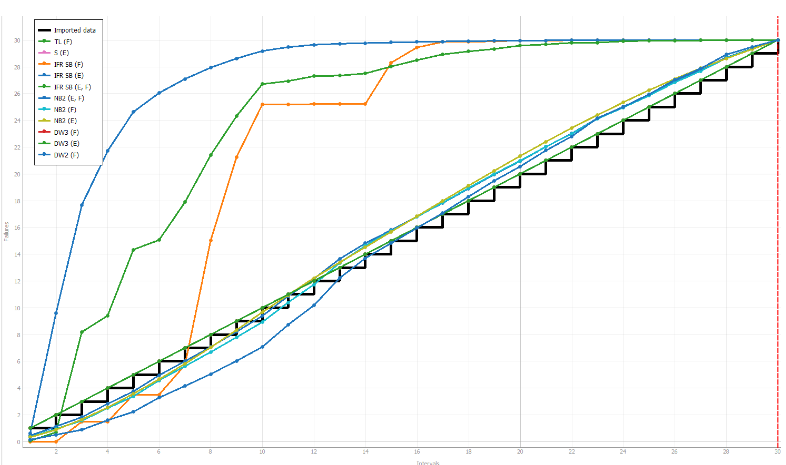 Imported data
TL (F)
S (E)
IFR SB (F)
IFR SB (E)
IFR SB (E, F)
NB2 (E, F)
NB2 (F)
NB2 (E)
DW3 (F)
DW3 (E)
DW2 (F)
30
28
26
24
22
20
18
16
14
12
10
8
6
4
2
0
Failures
2 4 6 8 10 12 14 16 18 20 22 24 26 28 30
Intervals